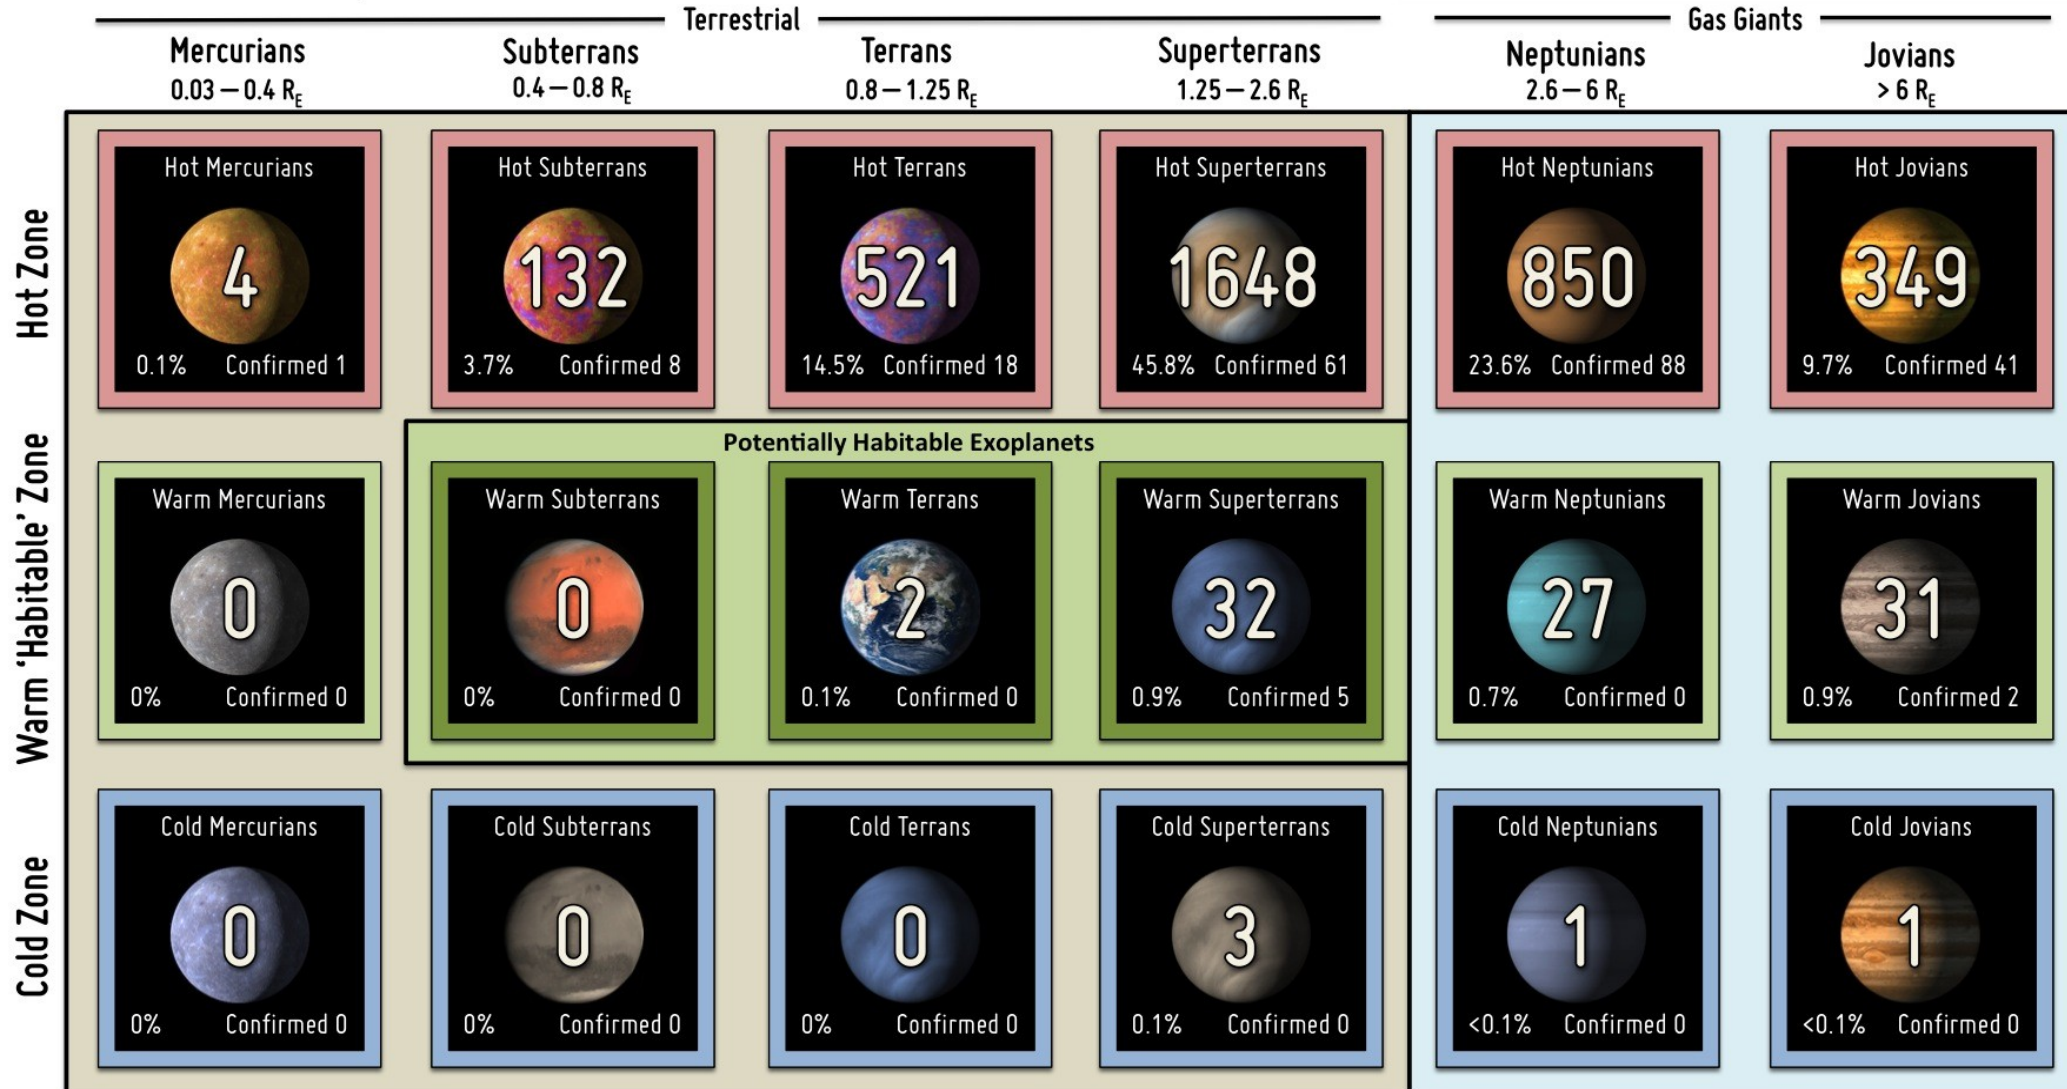 Terrestrial
Gas Giants
Mercurians
0.03 — 0.4 RE
Subterrans
0.4 — 0.8 RE
Terrans
0.8 — 1.25 RE
Superterrans
1.25 — 2.6 RE
Neptunians
2.6 — 6 RE
Jovians
> 6 RE
Hot Zone
Hot Mercurians
4
0.1% Confirmed 1
Hot Subterrans
132
3.7% Confirmed 8
Hot Terrans
521
14.5% Confirmed 18
Hot Superterrans
1648
45.8% Confirmed 61
Hot Neptunians
850
23.6% Confirmed 88
Hot Jovians
349
9.7% Confirmed 41
Warm 'Habitable' Zone
Potentially Habitable Exoplanets
Warm Mercurians
0
0% Confirmed 0
Warm Subterrans
0
0% Confirmed 0
Warm Terrans
2
0.1% Confirmed 0
Warm Superterrans
32
0.9% Confirmed 5
Warm Neptunians
27
0.7% Confirmed 0
Warm Jovians
31
0.9% Confirmed 2
Cold Zone
Cold Mercurians
0
0% Confirmed 0
Cold Subterrans
0
0% Confirmed 0
Cold Terrans
0
0% Confirmed 0
Cold Superterrans
3
0.1% Confirmed 0
Cold Neptunians
1
<0.1% Confirmed 0
Cold Jovians
1
<0.1% Confirmed 0